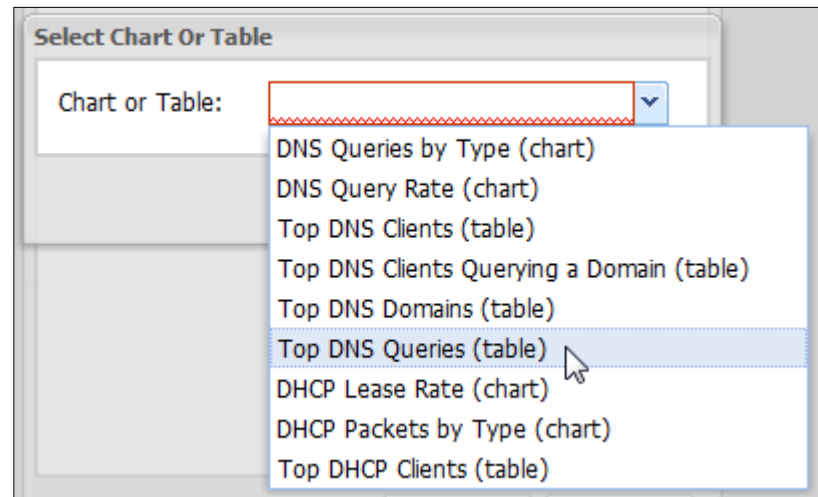 Select Chart Or Table
Chart or Table:
DNS Queries by Type (chart)
DNS Query Rate (chart)
Top DNS Clients (table)
Top DNS Clients Querying a Domain (table)
Top DNS Domains (table)
Top DNS Queries (table)
DHCP Lease Rate (chart)
DHCP Packets by Type (chart)
Top DHCP Clients (table)